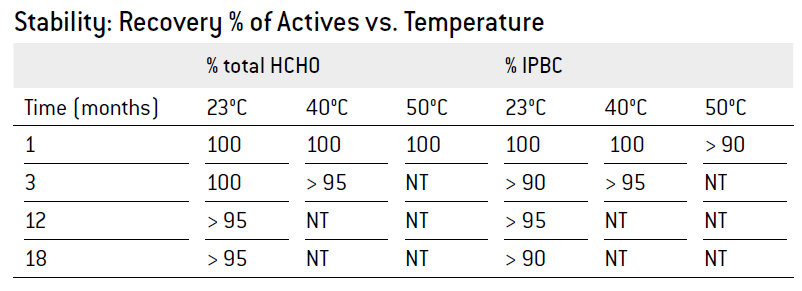 Stability: Recovery % of Actives vs. Temperature
% total HCHO % IPBC
Time (months) 23°C 40°C 50°C 23°C 40°C 50°C
1 100 100 100 100 100 > 90
3 100 > 95 NT > 90 > 95 NT
12 > 95 NT NT > 95 NT NT
18 > 95 NT NT > 90 NT NT